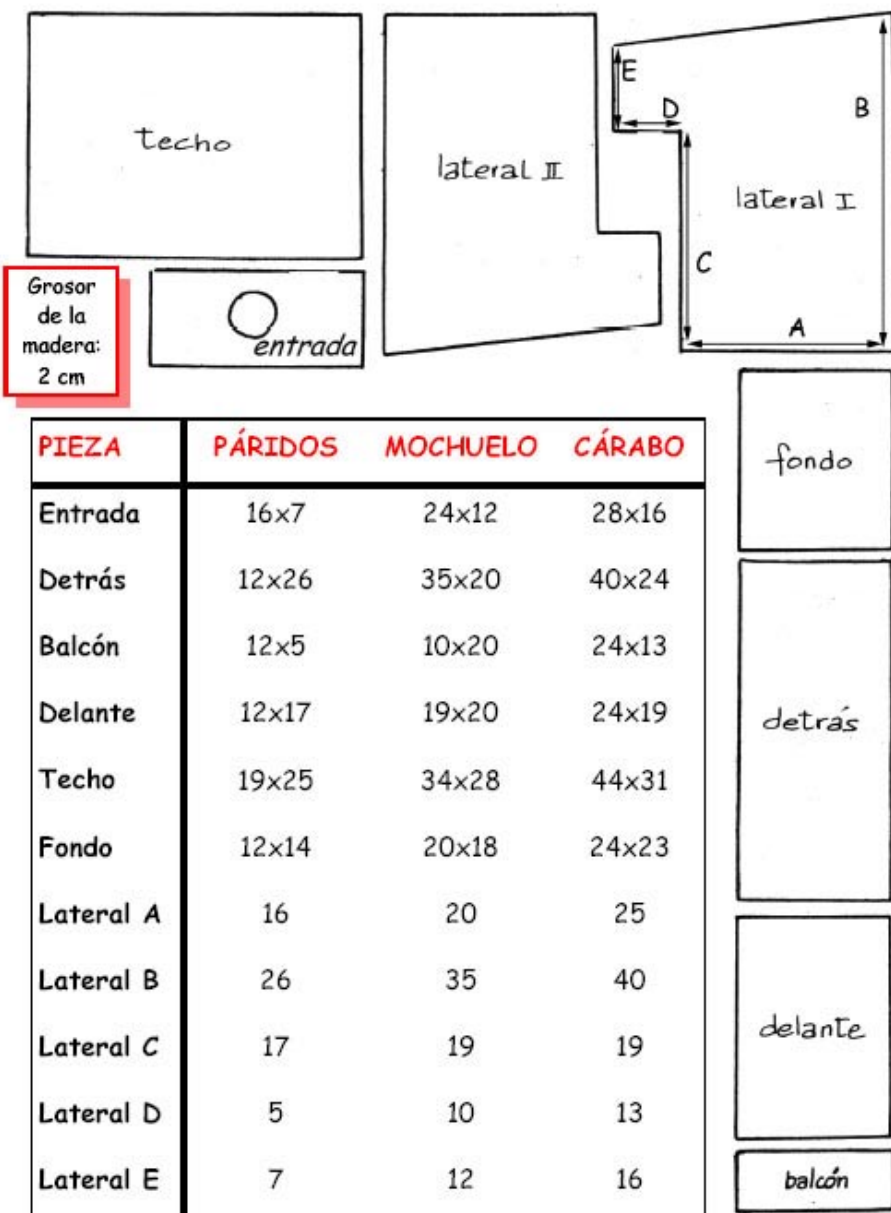 techo
lateral II
E
D
B
lateral I
C
A
Grosor
de la
madera:
2 cm
entrada
fondo
PIEZA PÁRIDOS MOCHUELO CÁRABO
Entrada 16x7 24x12 28x16
Detrás 12x26 35x20 40x24
Balcón 12x5 10x20 24x13
Delante 12x17 19x20 24x19
Techo 19x25 34x28 44x31
Fondo 12x14 20x18 24x23
Lateral A 16 20 25
Lateral B 26 35 40
Lateral C 17 19 19
Lateral D 5 10 13
Lateral E 7 12 16
detrás
delante
balcón